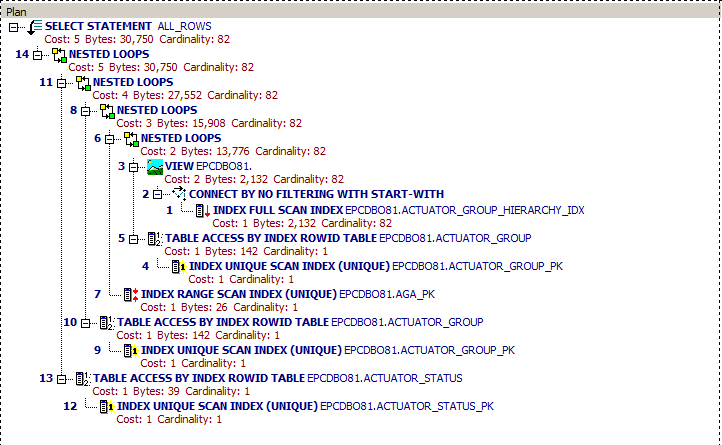 Plan
SELECT STATEMENT ALL_ROWS
Cost: 5 Bytes: 30,750 Cardinality: 82
14 NESTED LOOPS
Cost: 5 Bytes: 30,750 Cardinality: 82
11 NESTED LOOPS
Cost: 4 Bytes: 27,552 Cardinality: 82
8 NESTED LOOPS
Cost: 3 Bytes: 15,908 Cardinality: 82
6 NESTED LOOPS
Cost: 2 Bytes: 13,776 Cardinality: 82
3 VIEW EPCDBO81.
Cost: 2 Bytes: 2,132 Cardinality: 82
2 CONNECT BY NO FILTERING WITH START-WITH
1 INDEX FULL SCAN INDEX EPCDBO81.ACTUATOR_GROUP_HIERARCHY_IDX
Cost: 1 Bytes: 2,132 Cardinality: 82
5 TABLE ACCESS BY INDEX ROWID TABLE EPCDBO81.ACTUATOR_GROUP
Cost: 1 Bytes: 142 Cardinality: 1
4 INDEX UNIQUE SCAN INDEX (UNIQUE) EPCDBO81.ACTUATOR_GROUP_PK
Cost: 1 Cardinality: 1
7 INDEX RANGE SCAN INDEX (UNIQUE) EPCDBO81.AGA_PK
Cost: 1 Bytes: 26 Cardinality: 1
10 TABLE ACCESS BY INDEX ROWID TABLE EPCDBO81.ACTUATOR_GROUP
Cost: 1 Bytes: 142 Cardinality: 1
9 INDEX UNIQUE SCAN INDEX (UNIQUE) EPCDBO81.ACTUATOR_GROUP_PK
Cost: 1 Cardinality: 1
13 TABLE ACCESS BY INDEX ROWID TABLE EPCDBO81.ACTUATOR_STATUS
Cost: 1 Bytes: 39 Cardinality: 1
12 INDEX UNIQUE SCAN INDEX (UNIQUE) EPCDBO81.ACTUATOR_STATUS_PK
Cost: 1 Cardinality: 1